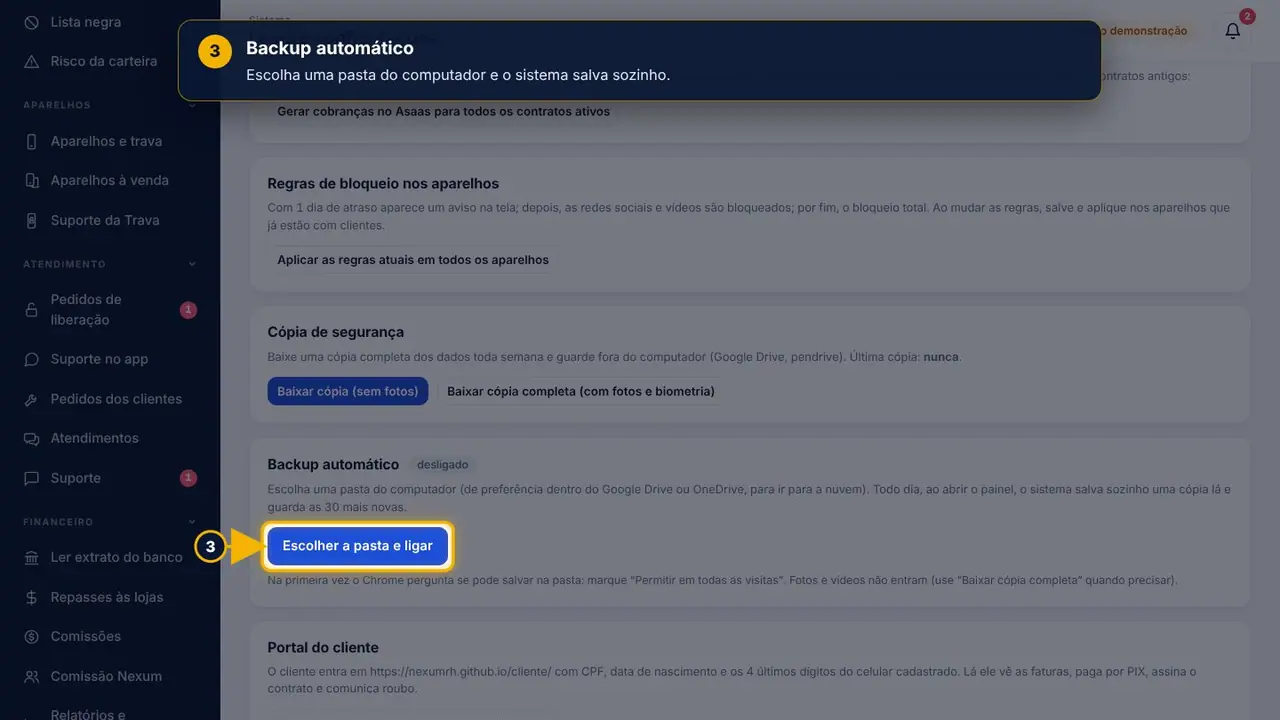 Lista negra
Risco da carteira
APARELHOS
Aparelhos e trava
Aparelhos à venda
Suporte da Trava
ATENDIMENTO
Pedidos de
liberação
1
Suporte no app
Pedidos dos clientes
Atendimentos
Suporte
1
FINANCEIRO
Ler extrato do banco
Repasses às lojas
Comissões
Comissão Nexum
Relatórios e
Sistema
3
Backup automático
Escolha uma pasta do computador e o sistema salva sozinho.
o demonstração
2
ontratos antigos:
Gerar cobranças no Asaas para todos os contratos ativos
Regras de bloqueio nos aparelhos
Com 1 dia de atraso aparece um aviso na tela; depois, as redes sociais e vídeos são bloqueados; por fim, o bloqueio total. Ao mudar as regras, salve e aplique nos aparelhos que
já estão com clientes.
Aplicar as regras atuais em todos os aparelhos
Cópia de segurança
Baixe uma cópia completa dos dados toda semana e guarde fora do computador (Google Drive, pendrive). Última cópia: nunca.
Baixar cópia (sem fotos)
Baixar cópia completa (com fotos e biometria)
Backup automático
desligado
Escolha uma pasta do computador (de preferência dentro do Google Drive ou OneDrive, para ir para a nuvem). Todo dia, ao abrir o painel, o sistema salva sozinho uma cópia lá e
guarda as 30 mais novas.
3
Escolher a pasta e ligar
Na primeira vez o Chrome pergunta se pode salvar na pasta: marque "Permitir em todas as visitas". Fotos e vídeos não entram (use "Baixar cópia completa" quando precisar).
Portal do cliente
O cliente entra em https://nexumrh.github.io/cliente/ com CPF, data de nascimento e os 4 últimos dígitos do celular cadastrado. Lá ele vê as faturas, paga por PIX, assina o
contrato e comunica roubo.